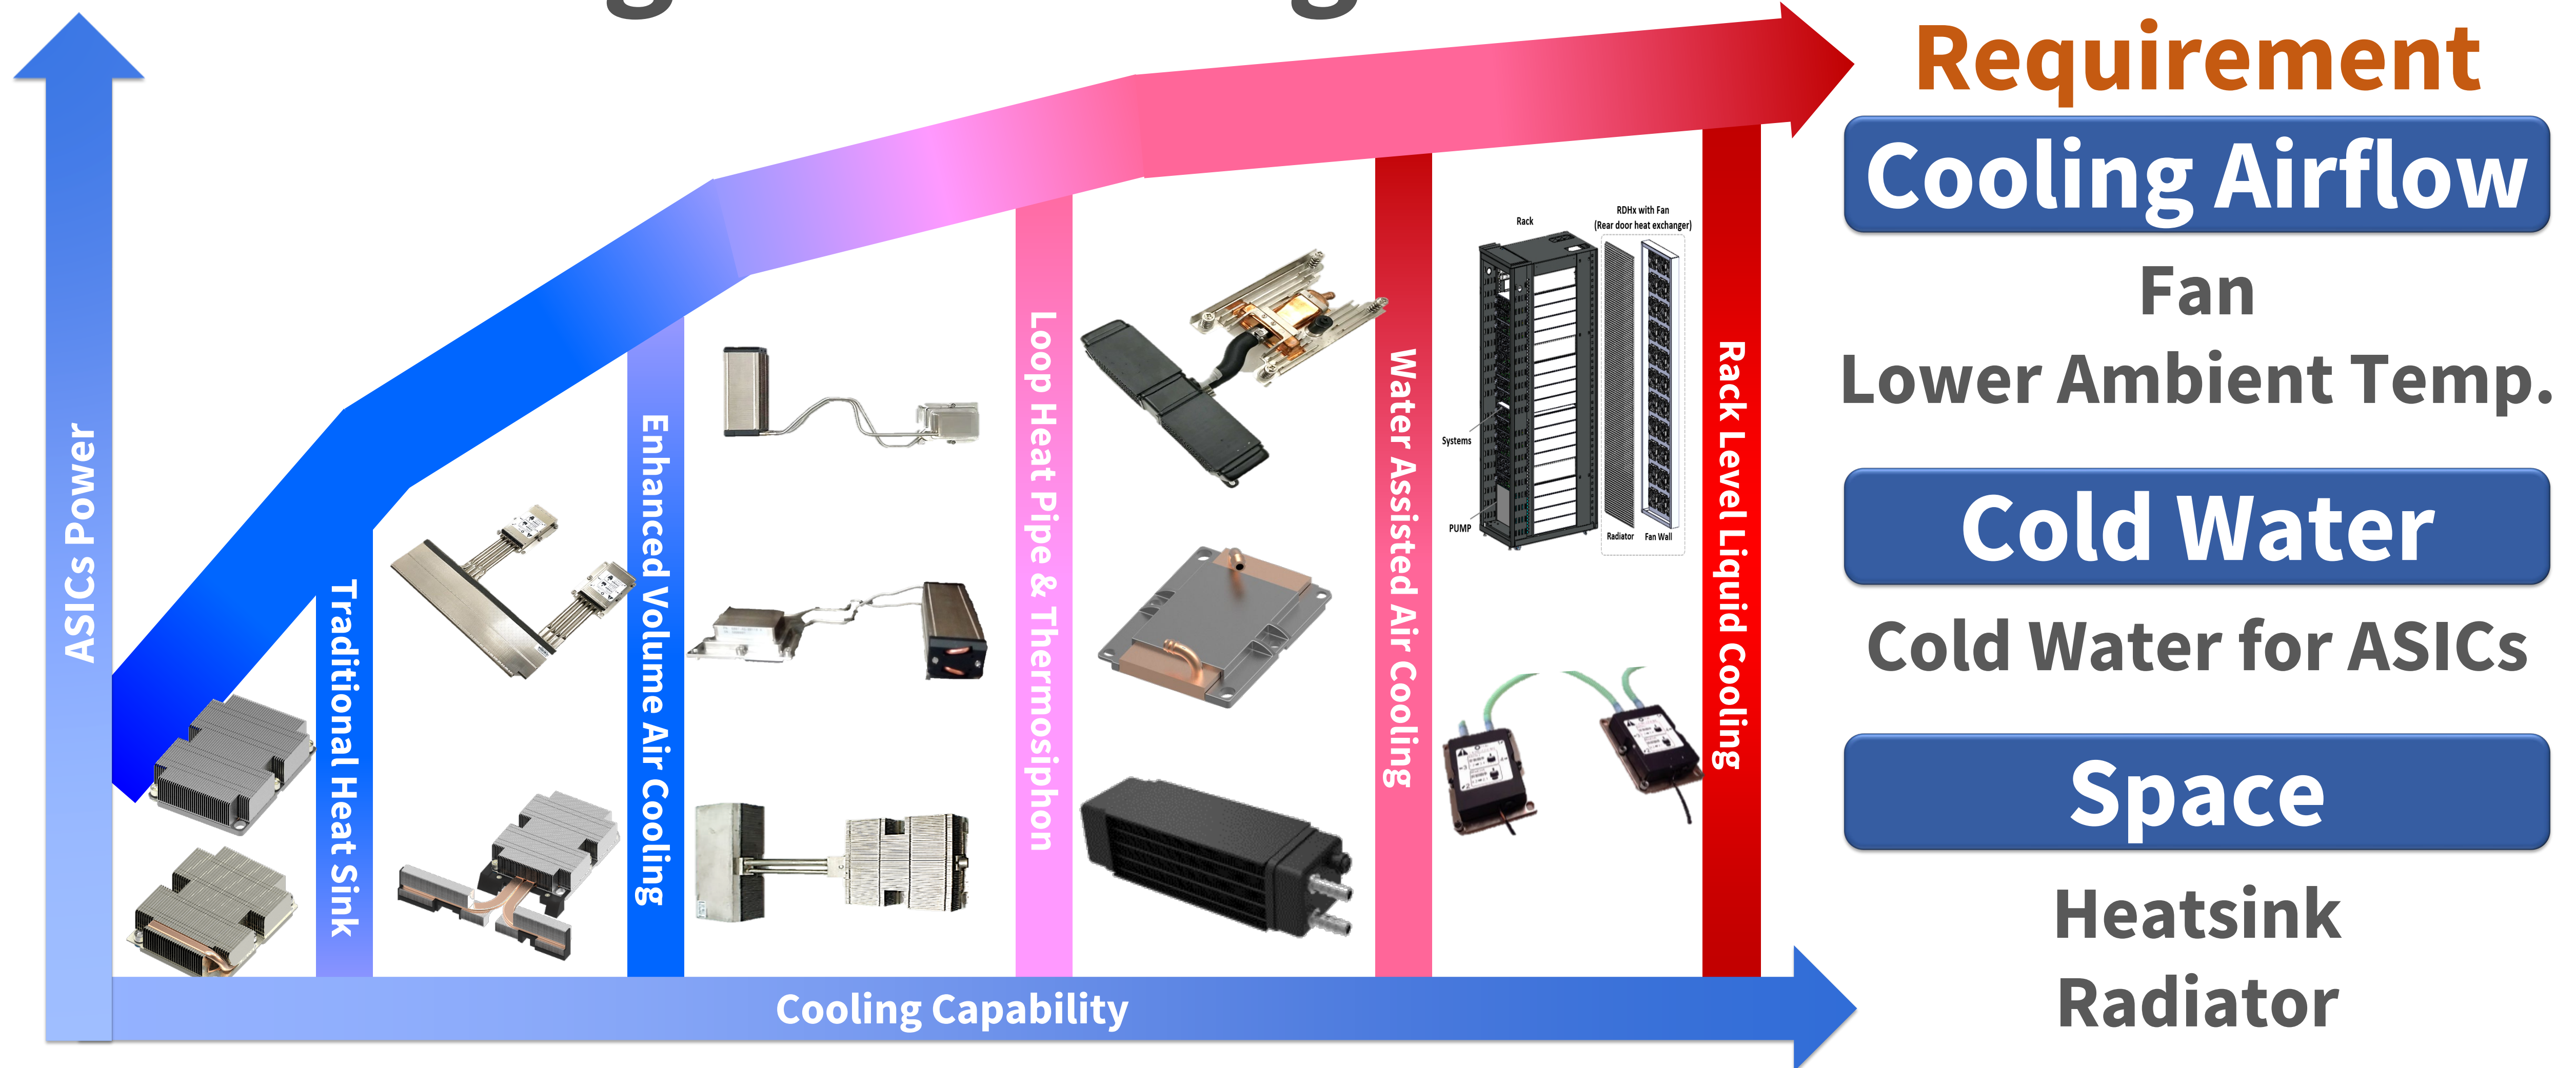 Requirement
Cooling Airflow
Fan
Lower Ambient Temp.
Cold Water
Cold Water for ASICs
Space
Heatsink
Radiator
ASICs Power
Traditional Heat Sink
Enhanced Volume Air Cooling
Loop Heat Pipe & Thermosiphon
Water Assisted Air Cooling
Rack Level Liquid Cooling
Rack
RDHx with Fan
(Rear door heat exchanger)
Systems
PUMP
Radiator
Fan Wall
Cooling Capability